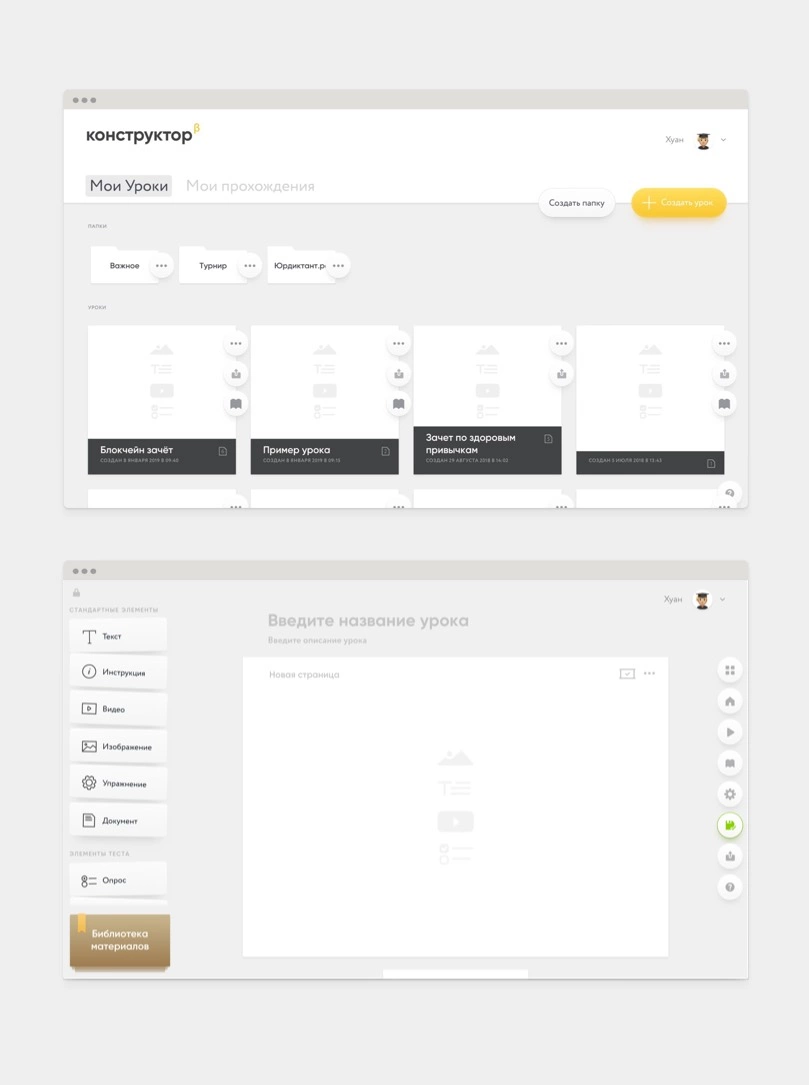 конструктор β
Хуан
Мои Уроки Мои прохождения
Создать папку
Создать урок
ПАПКИ
Важное
Турнир
Юрдиктант.р
УРОКИ
Блокчейн зачёт
СОЗДАН 8 ЯНВАРЯ 2019 В 09:40
Пример урока
СОЗДАН 8 ЯНВАРЯ 2019 В 09:15
Зачет по здоровым
привычкам
СОЗДАН 29 АВГУСТА 2018 В 14:02
СОЗДАН 5 ИЮЛЯ 2018 В 13:42
Хуан
СТАНДАРТНЫЕ ЭЛЕМЕНТЫ
Текст
Инструкция
Видео
Изображение
Упражнение
Документ
ЭЛЕМЕНТЫ ТЕСТА
Опрос
Библиотека
материалов
Введите название урока
Введите описание урока
Новая страница